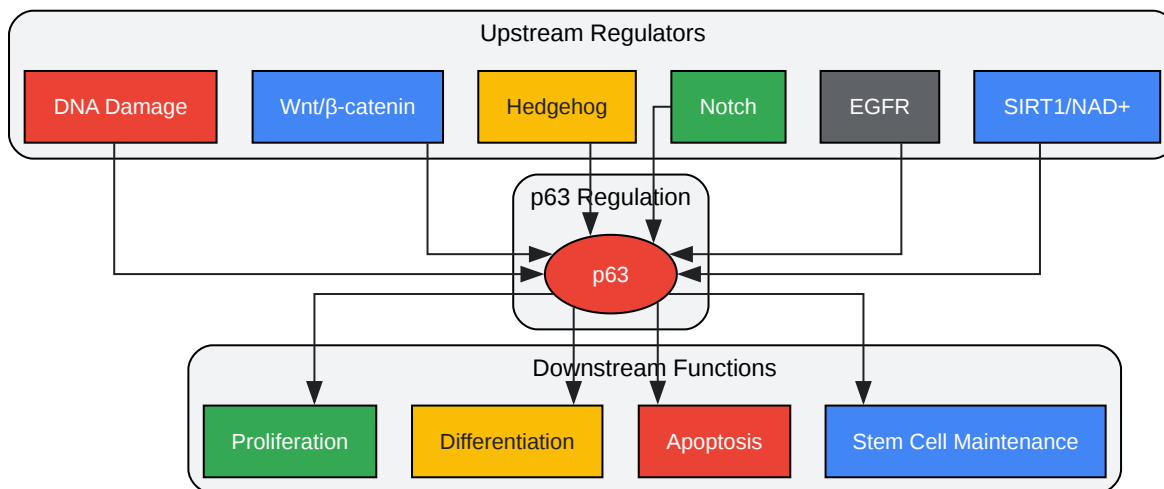 Upstream Regulators
DNA Damage
Wnt/β-catenin
Hedgehog
Notch
EGFR
SIRT1/NAD+
p63 Regulation
p63
Downstream Functions
Proliferation
Differentiation
Apoptosis
Stem Cell Maintenance